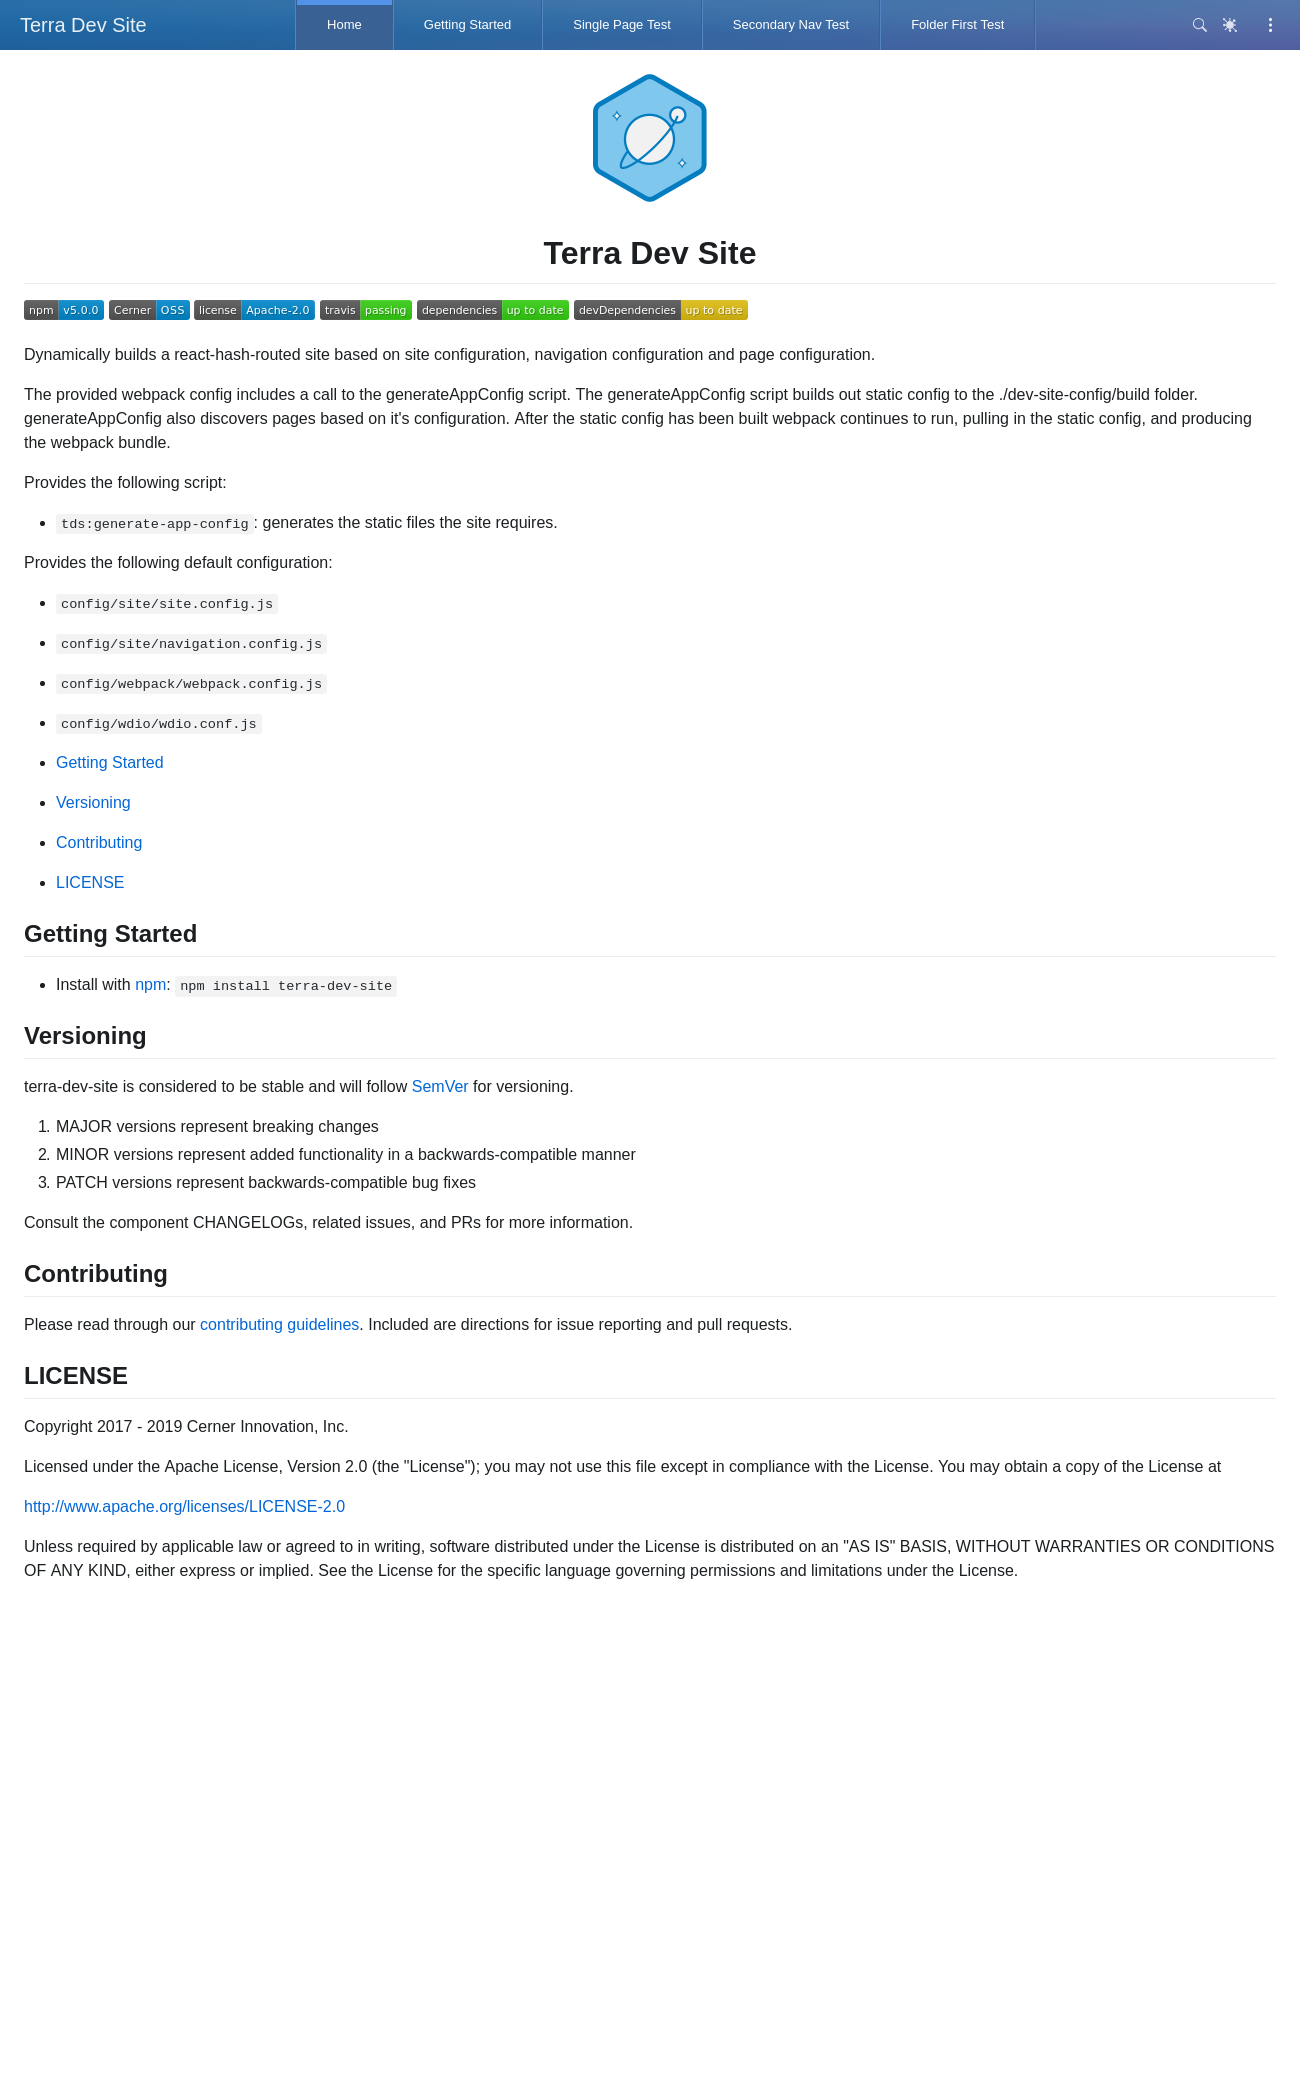 Terra Dev Site
Home
Getting Started
Single Page Test
Secondary Nav Test
Folder First Test
Terra Dev Site
npm v5.0.0 Cerner OSS license Apache-2.0 travis passing dependencies up to date devDependencies up to date
Dynamically builds a react-hash-routed site based on site configuration, navigation configuration and page configuration.
The provided webpack config includes a call to the generateAppConfig script. The generateAppConfig script builds out static config to the ./dev-site-config/build folder.
generateAppConfig also discovers pages based on it's configuration. After the static config has been built webpack continues to run, pulling in the static config, and producing
the webpack bundle.
Provides the following script:
• tds:generate-app-config: generates the static files the site requires.
Provides the following default configuration:
• config/site/site.config.js
• config/site/navigation.config.js
• config/webpack/webpack.config.js
• config/wdio/wdio.conf.js
• Getting Started
• Versioning
• Contributing
• LICENSE
Getting Started
• Install with npm: npm install terra-dev-site
Versioning
terra-dev-site is considered to be stable and will follow SemVer for versioning.
1. MAJOR versions represent breaking changes
2. MINOR versions represent added functionality in a backwards-compatible manner
3. PATCH versions represent backwards-compatible bug fixes
Consult the component CHANGELOGs, related issues, and PRs for more information.
Contributing
Please read through our contributing guidelines. Included are directions for issue reporting and pull requests.
LICENSE
Copyright 2017 - 2019 Cerner Innovation, Inc.
Licensed under the Apache License, Version 2.0 (the "License"); you may not use this file except in compliance with the License. You may obtain a copy of the License at
http://www.apache.org/licenses/LICENSE-2.0
Unless required by applicable law or agreed to in writing, software distributed under the License is distributed on an "AS IS" BASIS, WITHOUT WARRANTIES OR CONDITIONS
OF ANY KIND, either express or implied. See the License for the specific language governing permissions and limitations under the License.